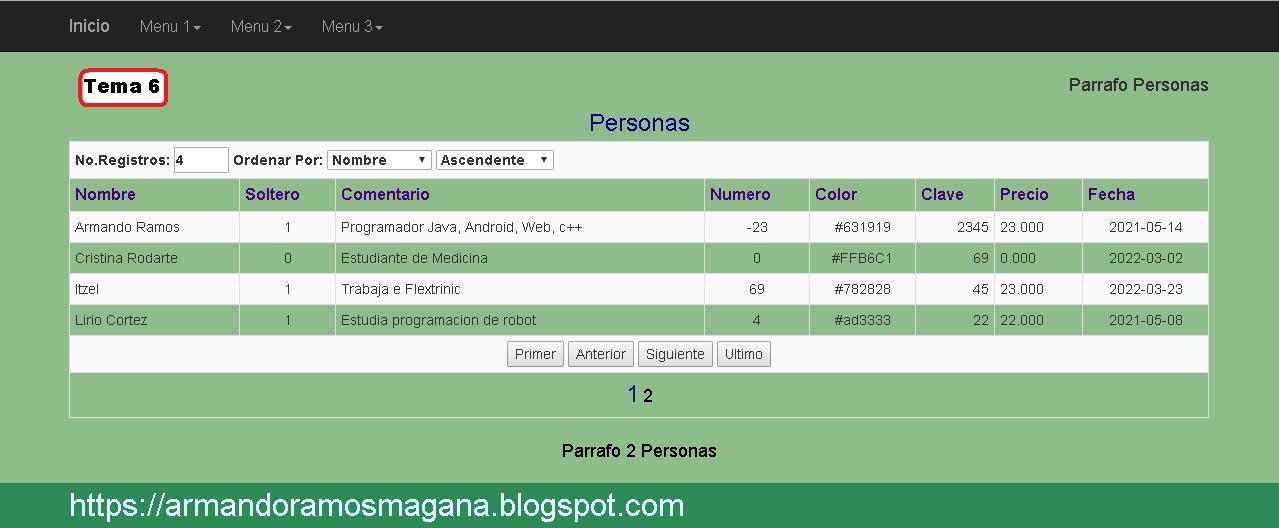 Inicio Menu 1 Menu 2 Menu 3
Tema 6
Parrafo Personas
Personas
No.Registros: 4 Ordenar Por: Nombre Ascendente
Nombre Soltero Comentario Numero Color Clave Precio Fecha
Armando Ramos 1 Programador Java, Android, Web, c++ -23 #631919 2345 23.000 2021-05-14
Cristina Rodarte 0 Estudiante de Medicina 0 #FFB6C1 69 0.000 2022-03-02
Itzel 1 Trabaja e Flextrinic 69 #782828 45 23.000 2022-03-23
Lirio Cortez 1 Estudia programacion de robot 4 #ad3333 22 22.000 2021-05-08
Primer Anterior Siguiente Ultimo
1 2
Parrafo 2 Personas
https://armandoramosmagana.blogspot.com